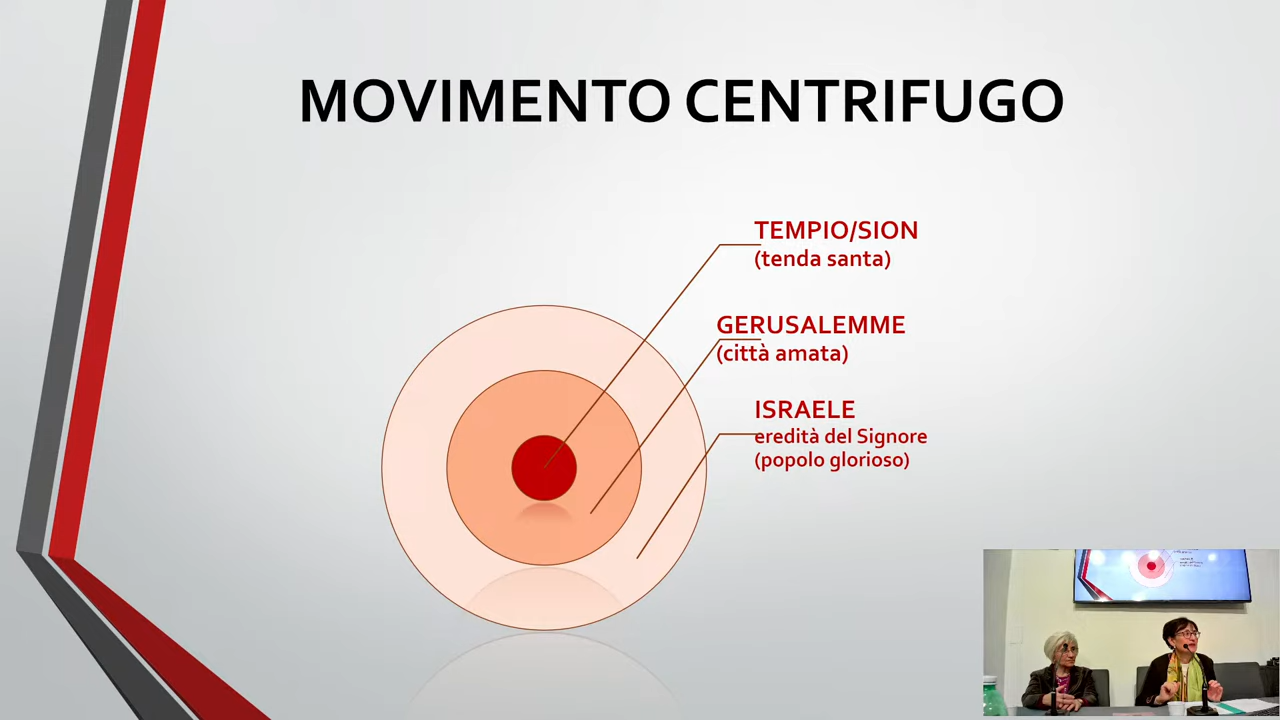 MOVIMENTO CENTRIFUGO
TEMPIO/SION
(tenda santa)
GERUSALEMME
(città amata)
ISRAELE
eredità del Signore
(popolo glorioso)